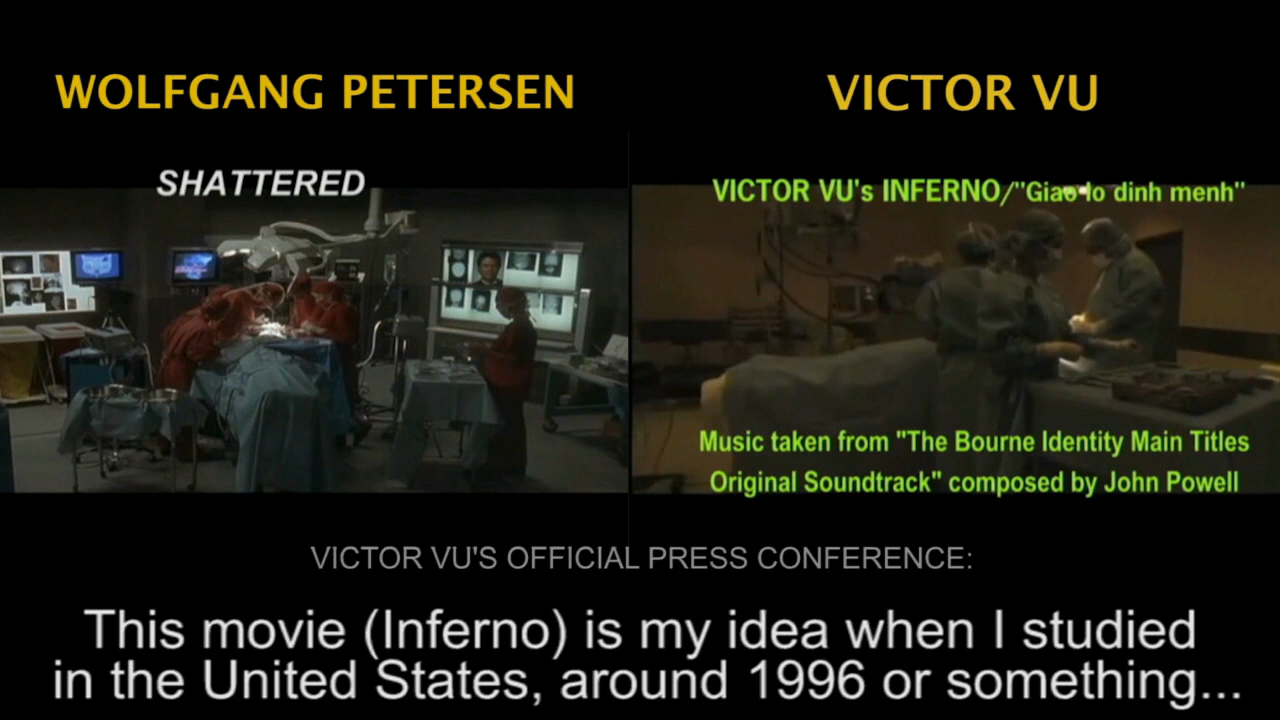 WOLFGANG PETERSEN
VICTOR VU
SHATTERED
VICTOR VU's INFERNO/"Giao lo dinh menh"
Music taken from "The Bourne Identity Main Titles
Original Soundtrack" composed by John Powell
VICTOR VU'S OFFICIAL PRESS CONFERENCE:
This movie (Inferno) is my idea when I studied
in the United States, around 1996 or something...